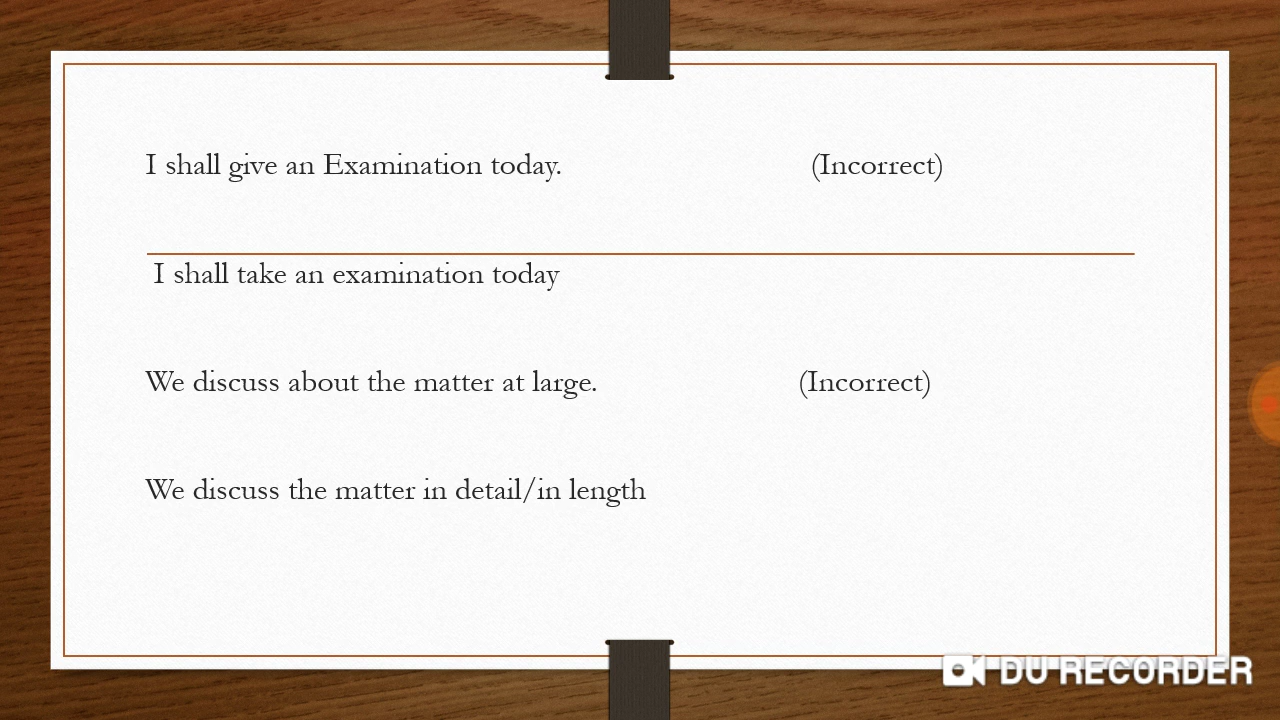 I shall give an Examination today. (Incorrect)
I shall take an examination today
We discuss about the matter at large. (Incorrect)
We discuss the matter in detail/in length
DU RECORDER